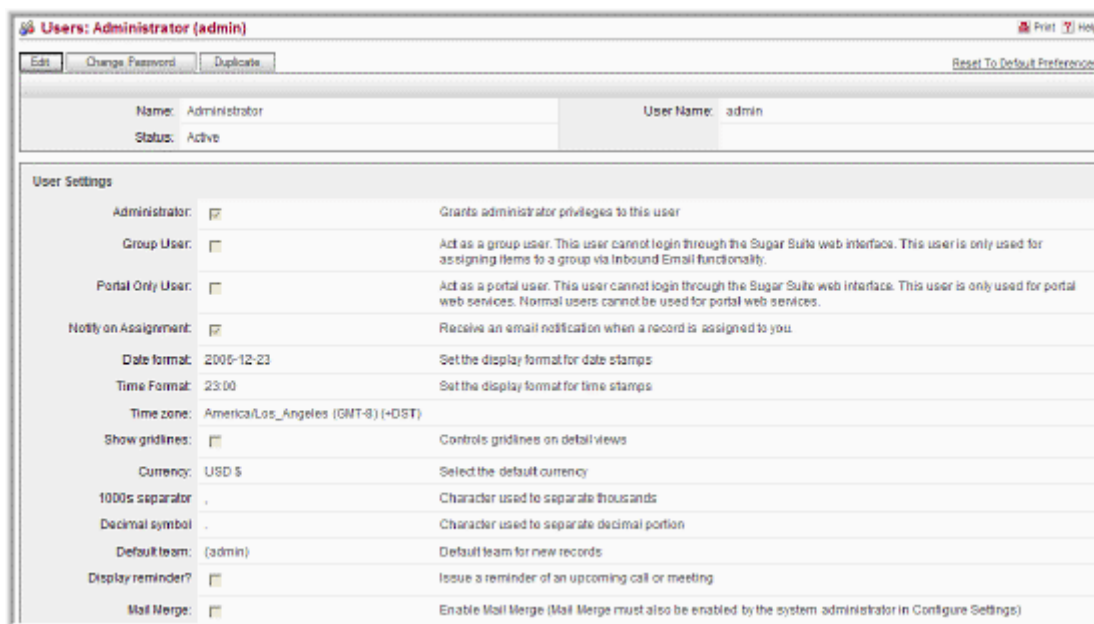 Users: Administrator (admin)
Print Help
Edit Change Password Duplicate Reset To Default Preferences
Name: Administrator User Name: admin
Status: Active
User Settings
Administrator: Grants administrator privileges to this user
Group User: Act as a group user. This user cannot login through the Sugar Suite web interface. This user is only used for
assigning items to a group via Inbound Email functionality.
Portal Only User: Act as a portal user. This user cannot login through the Sugar Suite web interface. This user is only used for portal
web services. Normal users cannot be used for portal web services.
Notify on Assignment: Receive an email notification when a record is assigned to you.
Date format: 2006-12-23 Set the display format for date stamps
Time Format: 23:00 Set the display format for time stamps
Time zone: America/Los_Angeles (GMT-8) (+DST)
Show gridlines: Controls gridlines on detail views
Currency: USD $ Select the default currency
1000s separator , Character used to separate thousands
Decimal symbol . Character used to separate decimal portion
Default team: (admin) Default team for new records
Display reminder? Issue a reminder of an upcoming call or meeting
Mail Merge: Enable Mail Merge (Mail Merge must also be enabled by the system administrator in Configure Settings)